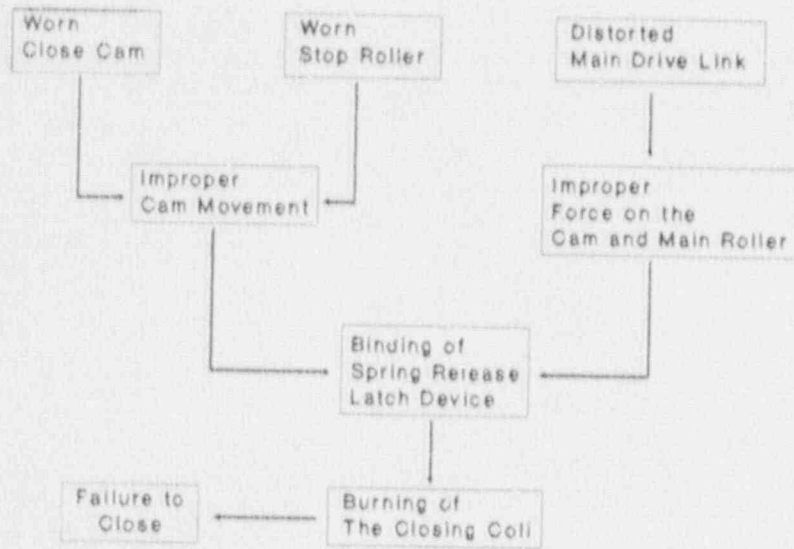 Worn
Close Cam
Worn
Stop Roller
Distorted
Main Drive Link
Improper
Cam Movement
Improper
Force on the
Cam and Main Roller
Binding of
Spring Release
Latch Device
Burning of
The Closing Coli
Failure to
Close